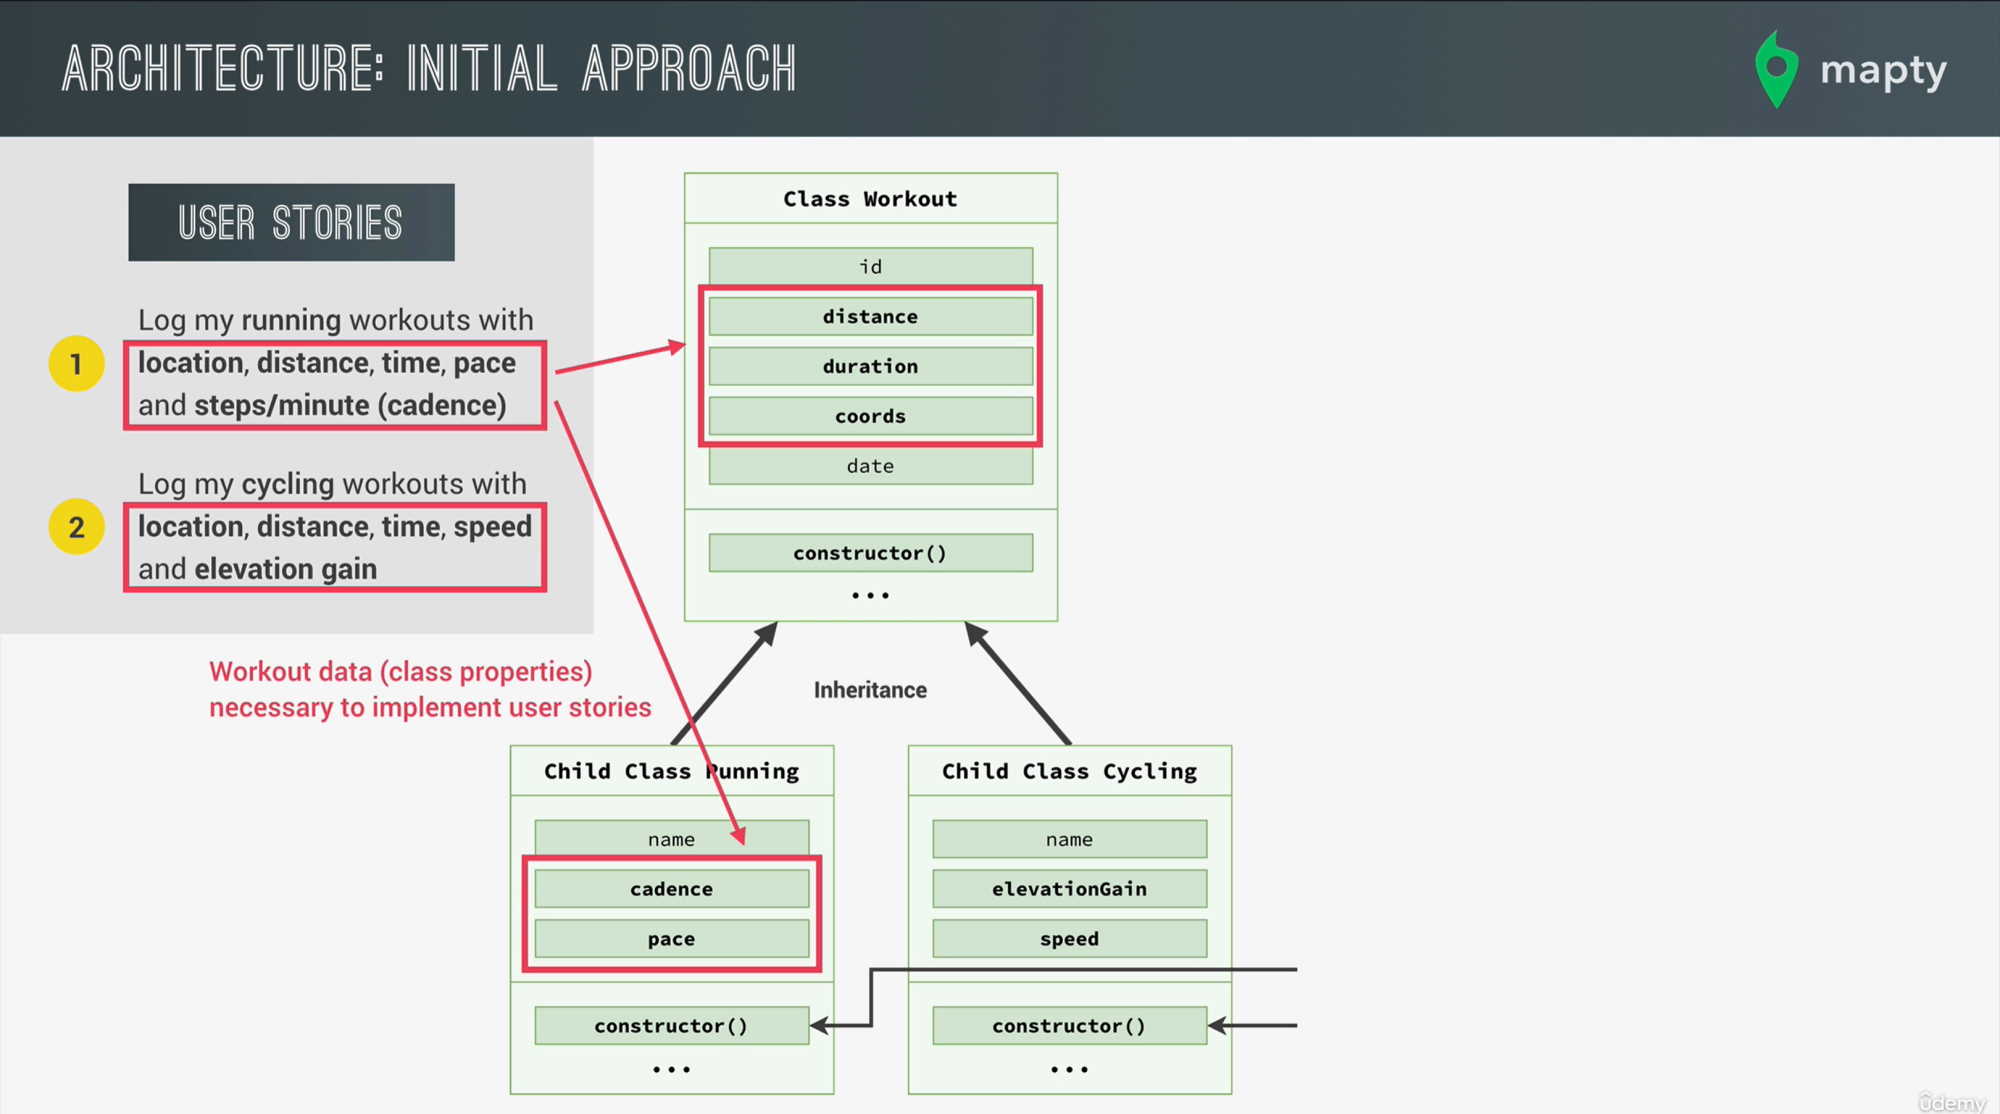 ARCHITECTURE: INITIAL APPROACH
mapty
USER STORIES
1
Log my running workouts with
location, distance, time, pace
and steps/minute (cadence)
2
Log my cycling workouts with
location, distance, time, speed
and elevation gain
Workout data (class properties)
necessary to implement user stories
Class Workout
id
distance
duration
coords
date
constructor()
...
Inheritance
Child Class Running
name
cadence
pace
constructor()
...
Child Class Cycling
name
elevationGain
speed
constructor()
...
ûdemy